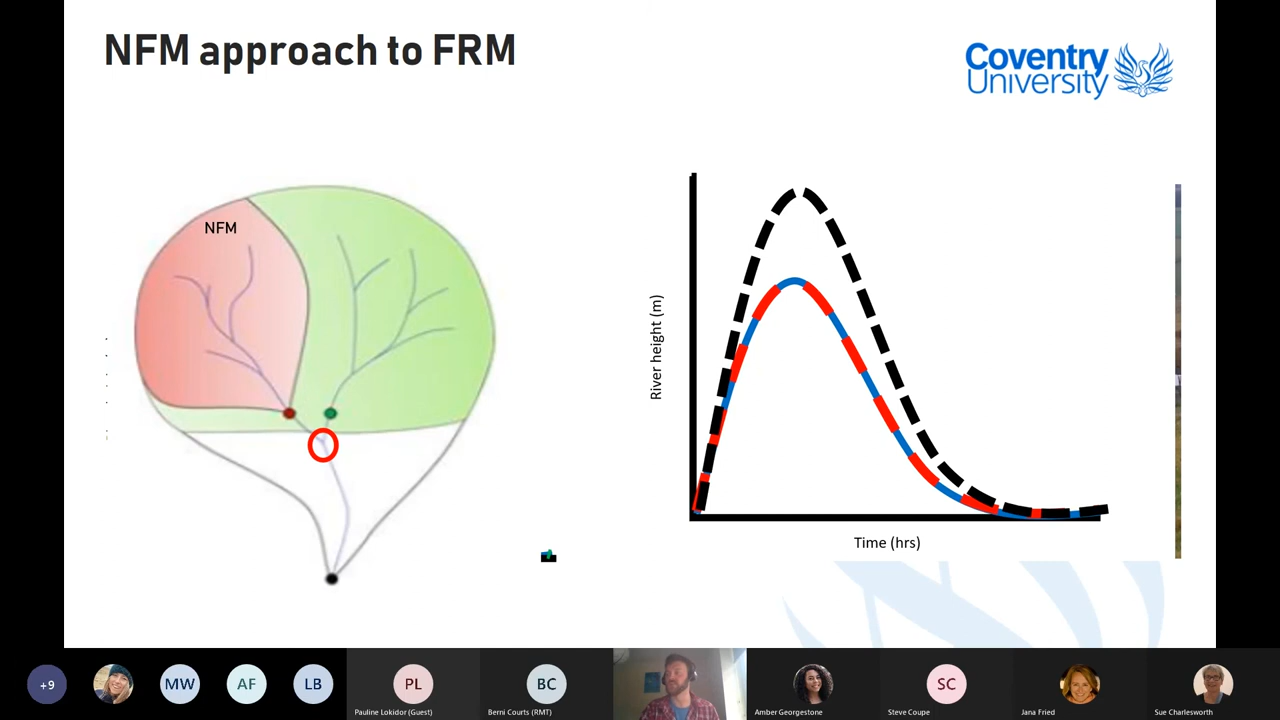 NFM approach to FRM
Coventry
University
NFM
River height (m)
Time (hrs)
+9
MW
AF
LB
PL
Pauline Lokidor (Guest)
BC
Berni Courts (RMT)
Amber Georgestone
SC
Steve Coupe
Jana Fried
Sue Charlesworth